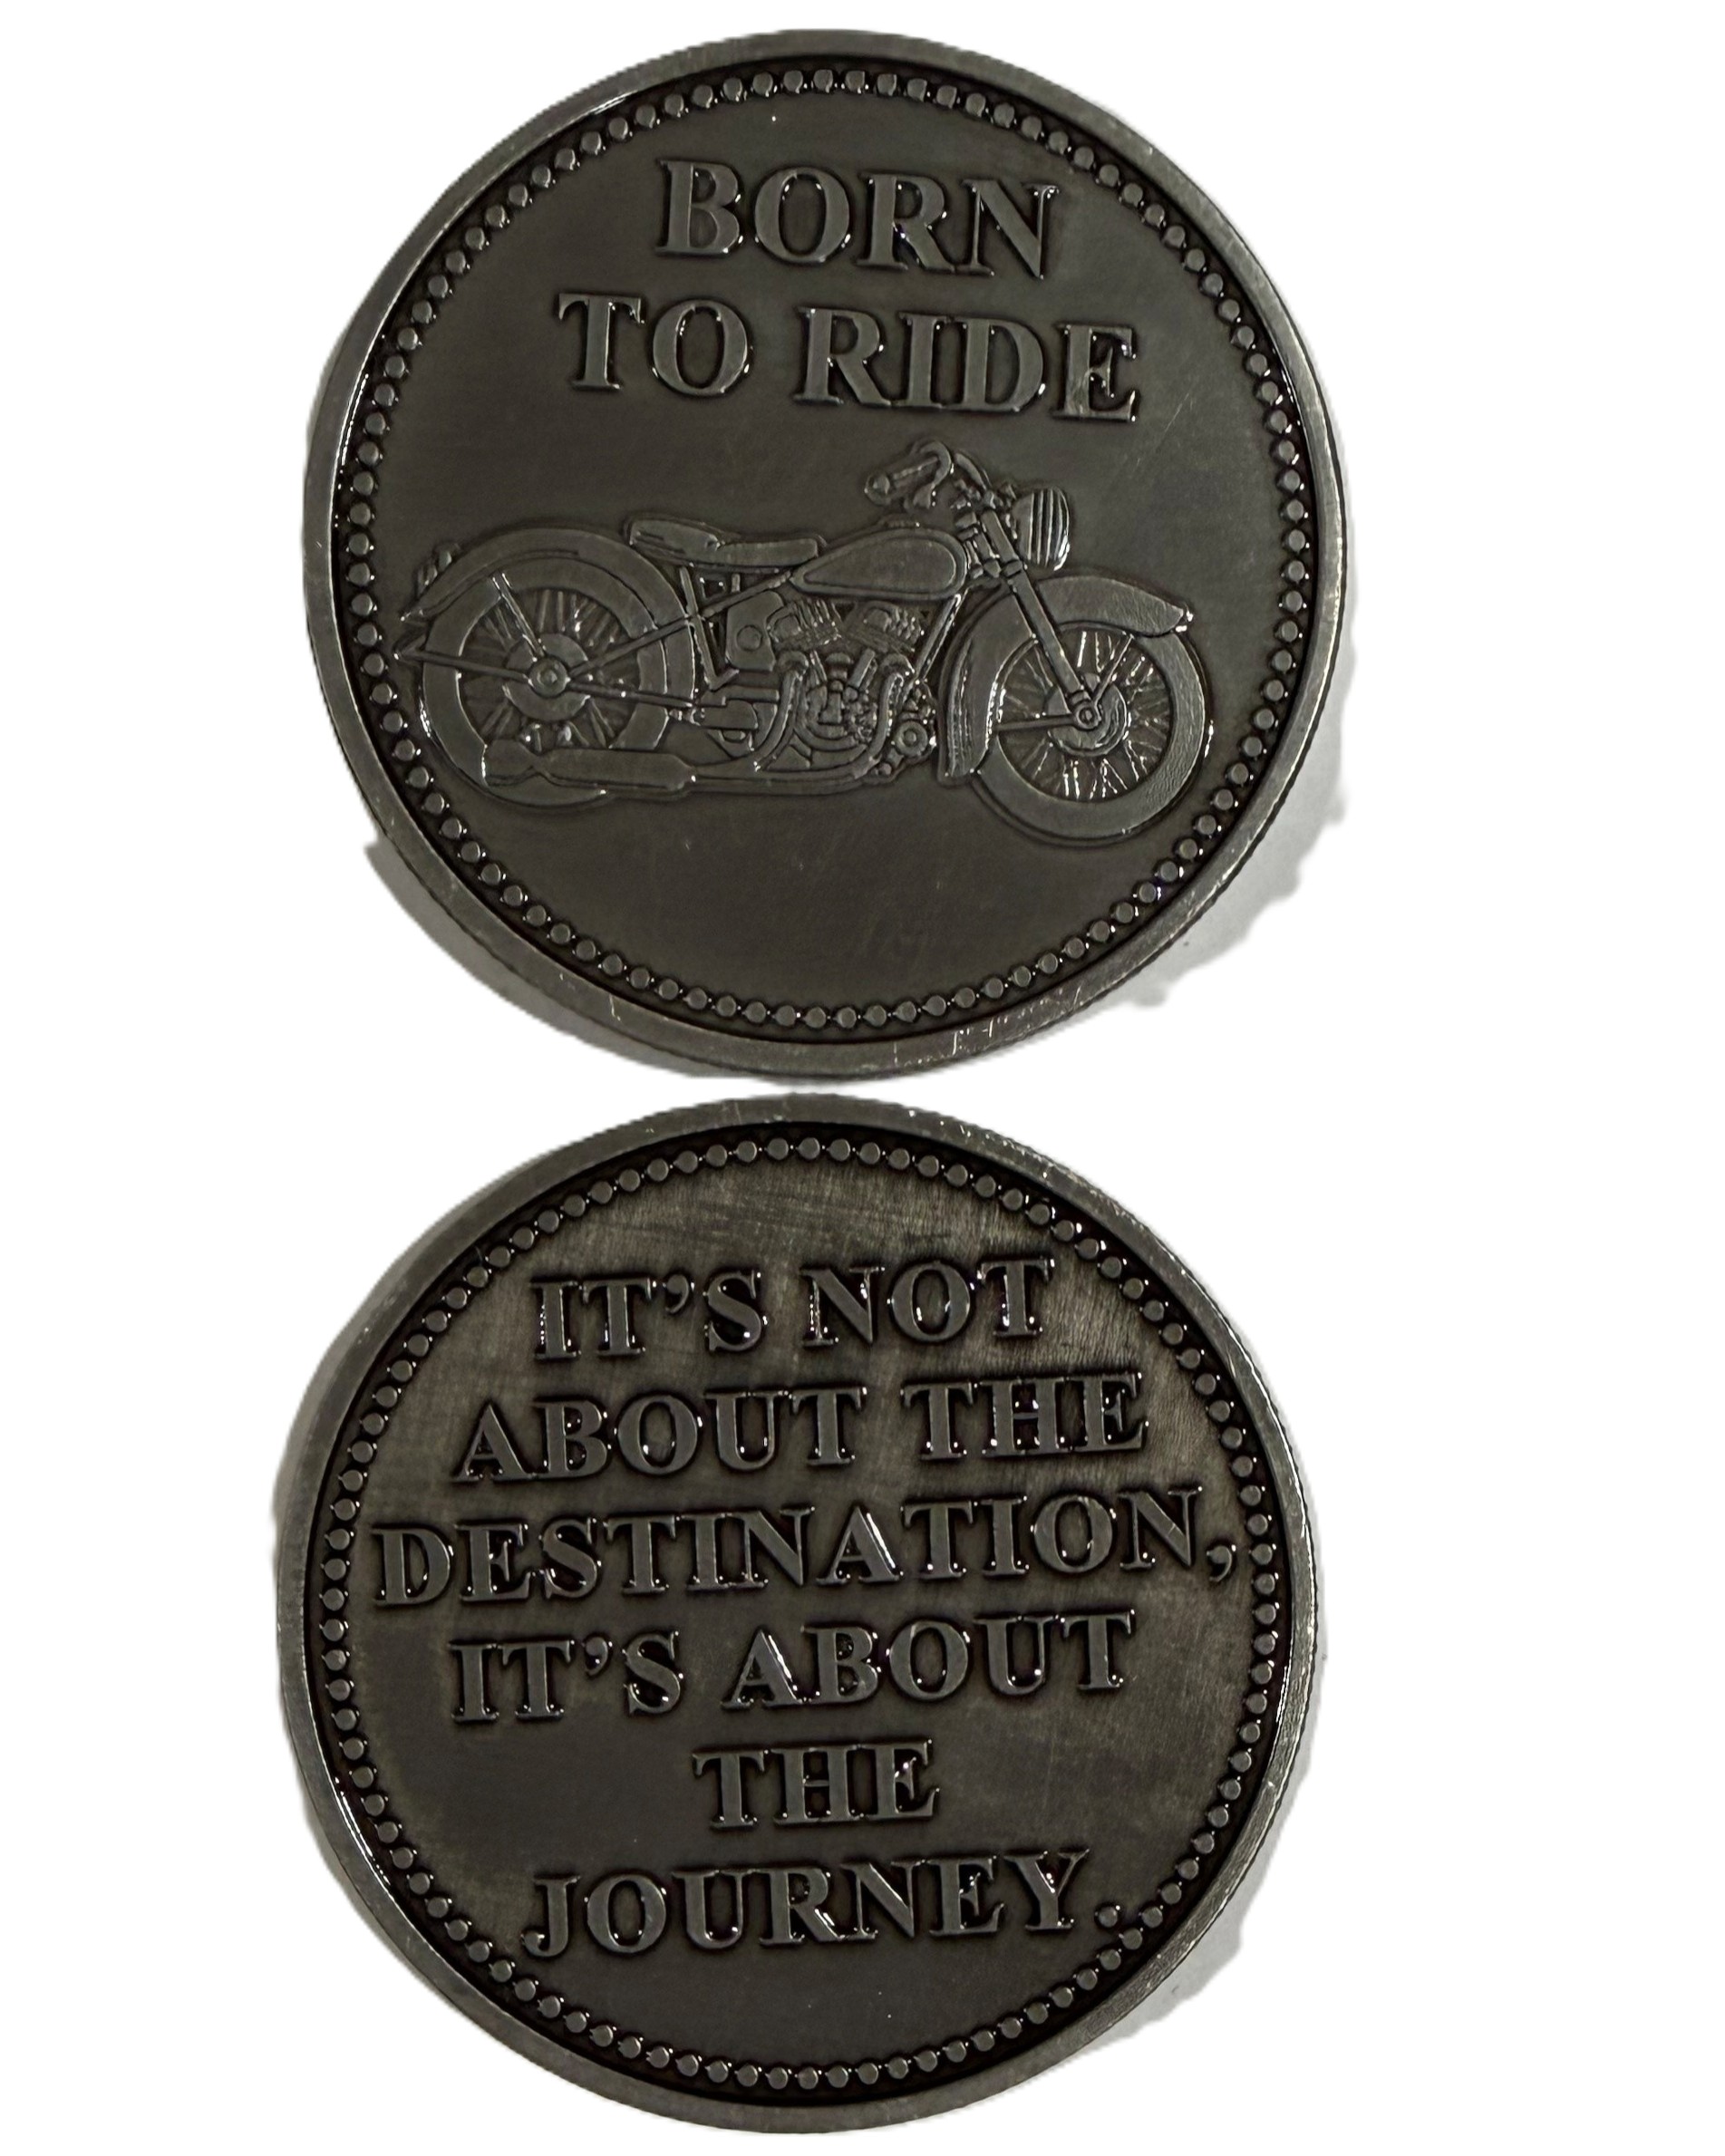 BORN
TO RIDE
IT'S NOT
ABOUT THE
DESTINATION,
IT'S ABOUT
THE
JOURNEY.